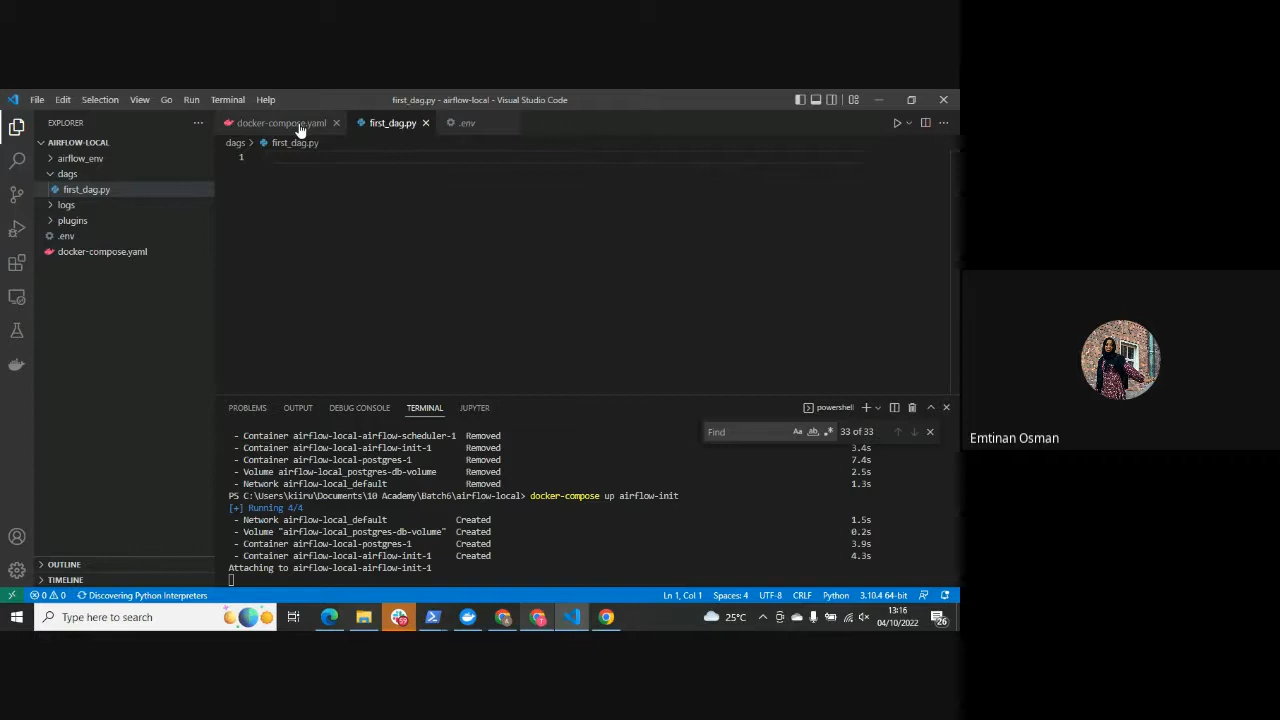 File Edit Selection View Go Run Terminal Help
first_dag.py - airflow-local - Visual Studio Code
EXPLORER
docker-compose.yaml
first_dag.py
.env
AIRFLOW-LOCAL
dags > first_dag.py
airflow_env
1
dags
first_dag.py
logs
plugins
.env
docker-compose.yaml
PROBLEMS OUTPUT DEBUG CONSOLE TERMINAL JUPYTER
powershell
Find Aa ab 33 of 33
- Container airflow-local-airflow-scheduler-1 Removed
- Container airflow-local-airflow-init-1 Removed 3.4s
- Container airflow-local-postgres-1 Removed 7.4s
- Volume airflow-local_postgres-db-volume Removed 2.5s
- Network airflow-local_default Removed 1.3s
PS C:\Users\kiiru\Documents\10 Academy\Batch6\airflow-local> docker-compose up airflow-init
[+] Running 4/4
- Network airflow-local_default Created 1.5s
- Volume "airflow-local_postgres-db-volume" Created 0.2s
- Container airflow-local-postgres-1 Created 3.9s
- Container airflow-local-airflow-init-1 Created 4.3s
Attaching to airflow-local-airflow-init-1
OUTLINE
TIMELINE
0 0 Discovering Python Interpreters
Ln 1, Col 1 Spaces: 4 UTF-8 CRLF Python 3.10.4 64-bit
Type here to search
59
25°C
13:16
04/10/2022
26
Emtinan Osman